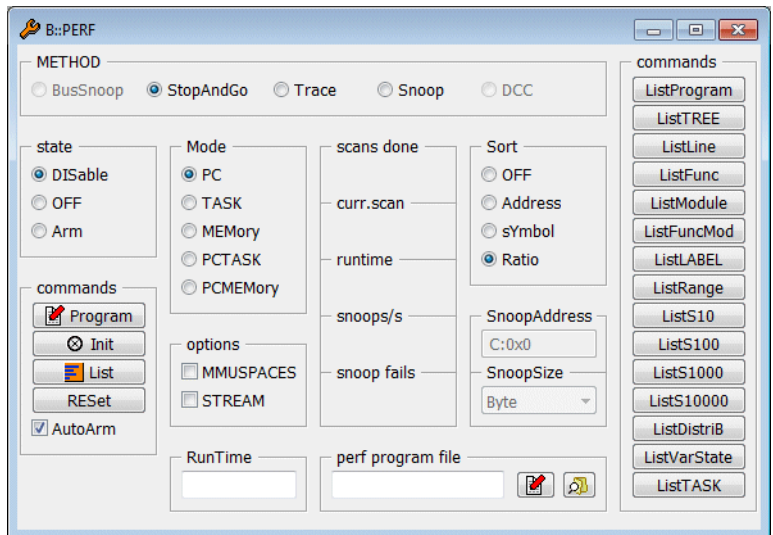 B::PERF
METHOD
BusSnoop StopAndGo Trace Snoop DCC
state
DISable
OFF
Arm
commands
Program
Init
List
RESet
AutoArm
Mode
PC
TASK
MEMory
PCTASK
PCMEMory
options
MMUSPACES
STREAM
RunTime
scans done
curr.scan
runtime
snoops/s
snoop fails
perf program file
Sort
OFF
Address
sYmbol
Ratio
SnoopAddress
C:0x0
SnoopSize
Byte
commands
ListProgram
ListTREE
ListLine
ListFunc
ListModule
ListFuncMod
ListLABEL
ListRange
ListS10
ListS100
ListS1000
ListS10000
ListDistriB
ListVarState
ListTASK